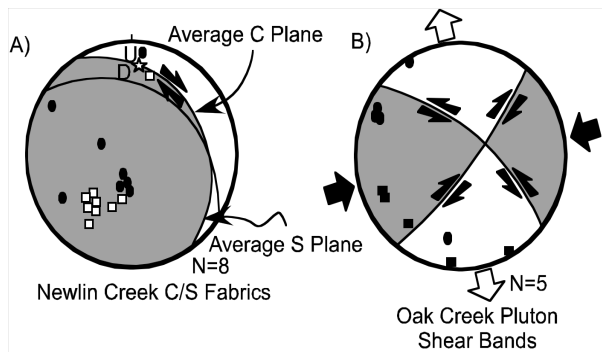 A)
Average C Plane
U
D
Average S Plane
N=8
Newlin Creek C/S Fabrics
B)
N=5
Oak Creek Pluton
Shear Bands